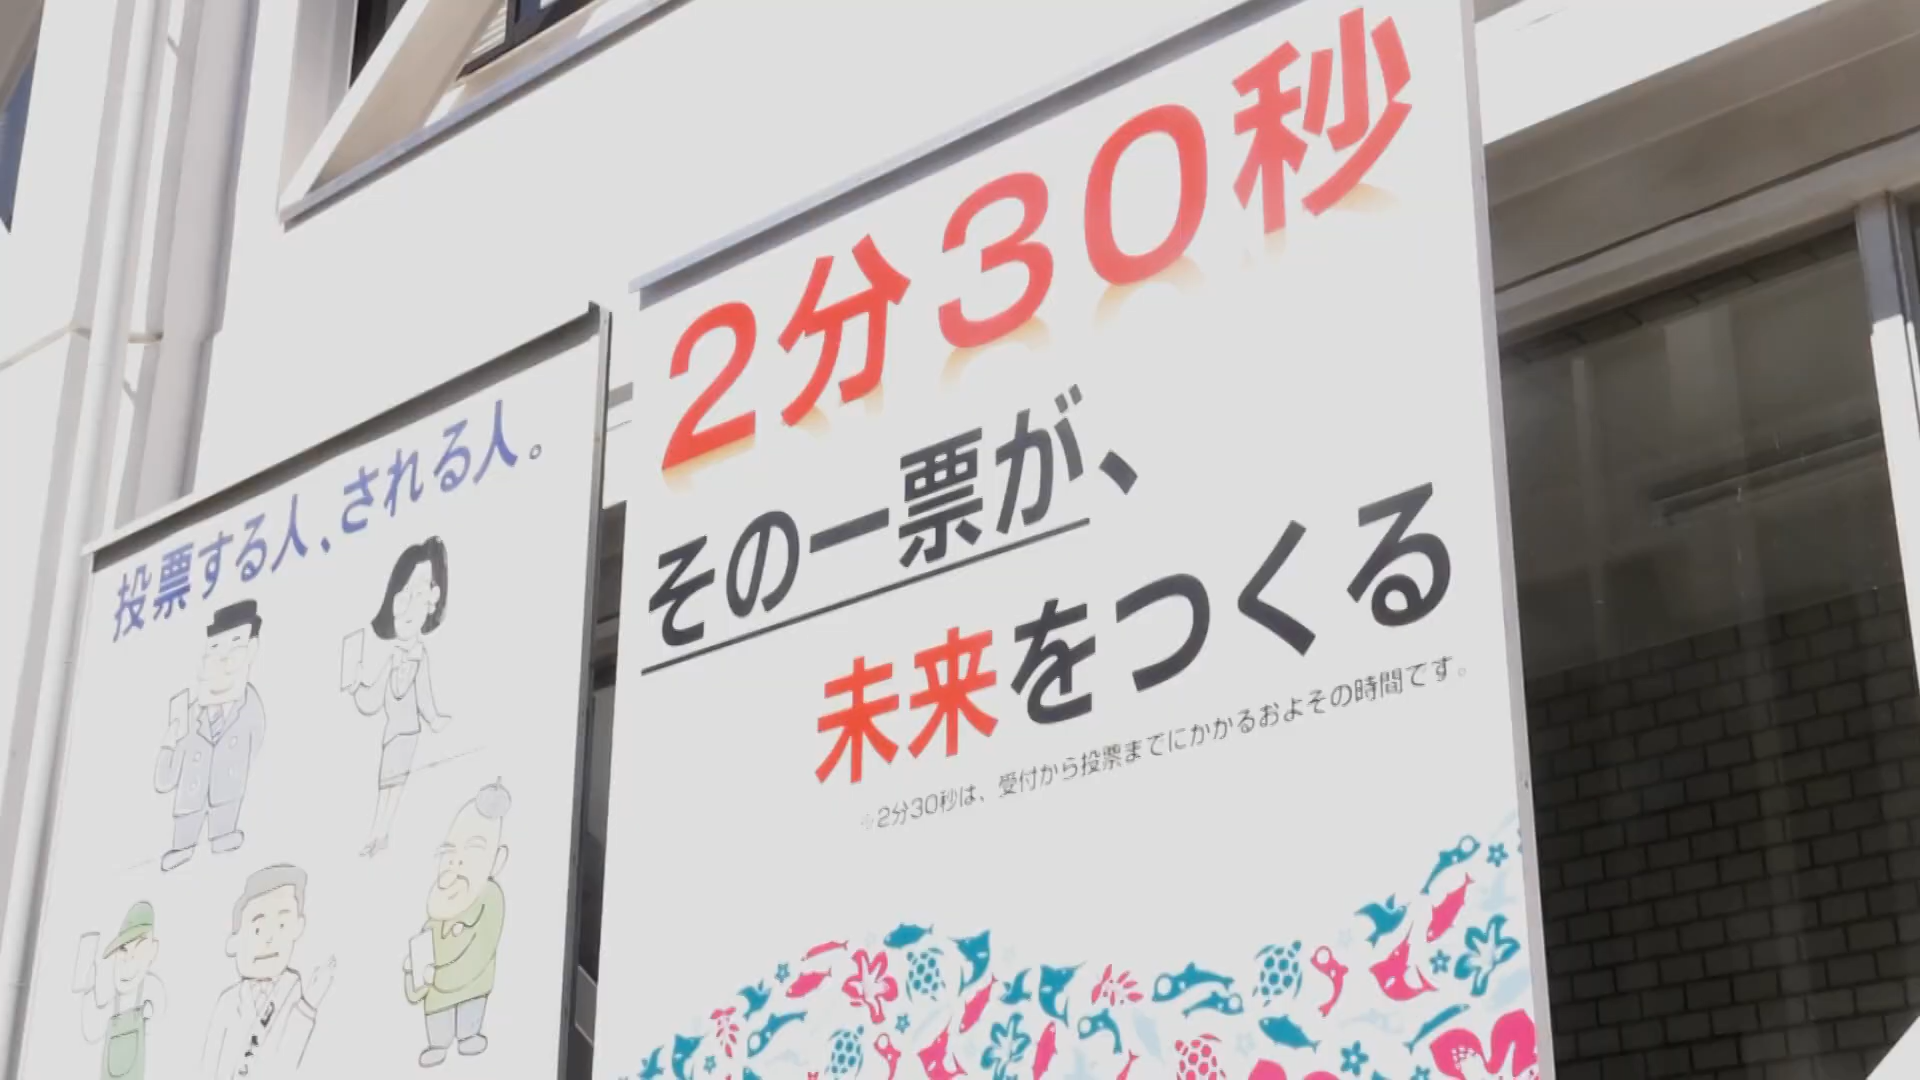 投票する人、される人。
2分30秒
その一票が、
未来をつくる
※2分30秒は、受付から投票までにかかるおよその時間です。